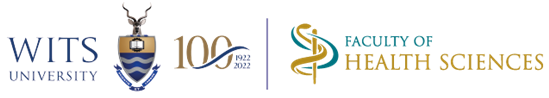 WITS
UNIVERSITY
100
1922
2022
FACULTY OF
HEALTH SCIENCES